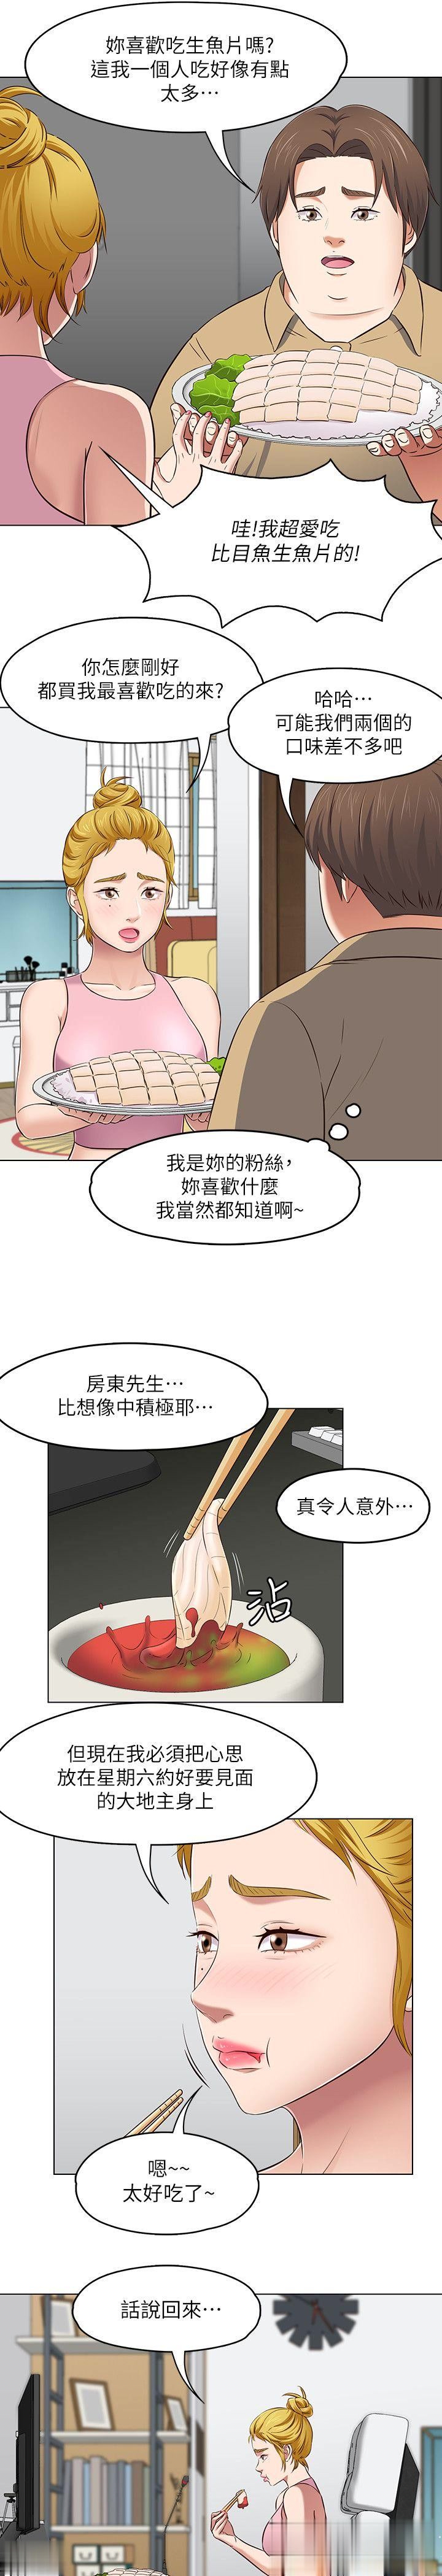 妳喜歡吃生魚片嗎?
這我一個人吃好像有點
太多…
哇!我超愛吃
比目魚生魚片的!
你怎麼剛好
都買我最喜歡吃的來?
哈哈…
可能我們兩個的
口味差不多吧
我是妳的粉絲,
妳喜歡什麼
我當然都知道啊~
房東先生…
比想像中積極耶…
真令人意外…
沾
但現在我必須把心思
放在星期六約好要見面
的大地主身上
嗯~~
太好吃了~
話說回來…